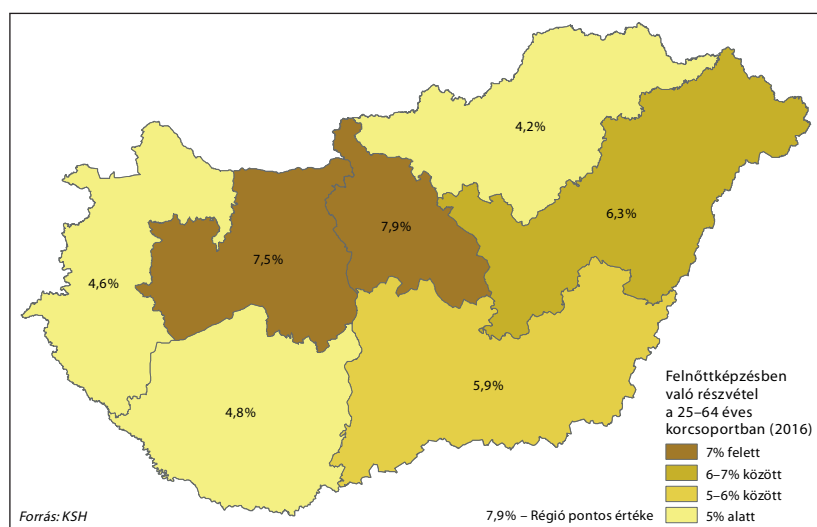 4,2%
6,3%
7,9%
7,5%
4,6%
5,9%
4,8%
Felnőttképzésben
való részvétel
a 25–64 éves
korcsoportban (2016)
7% felett
6–7% között
5–6% között
5% alatt
7,9% – Régió pontos értéke
Forrás: KSH